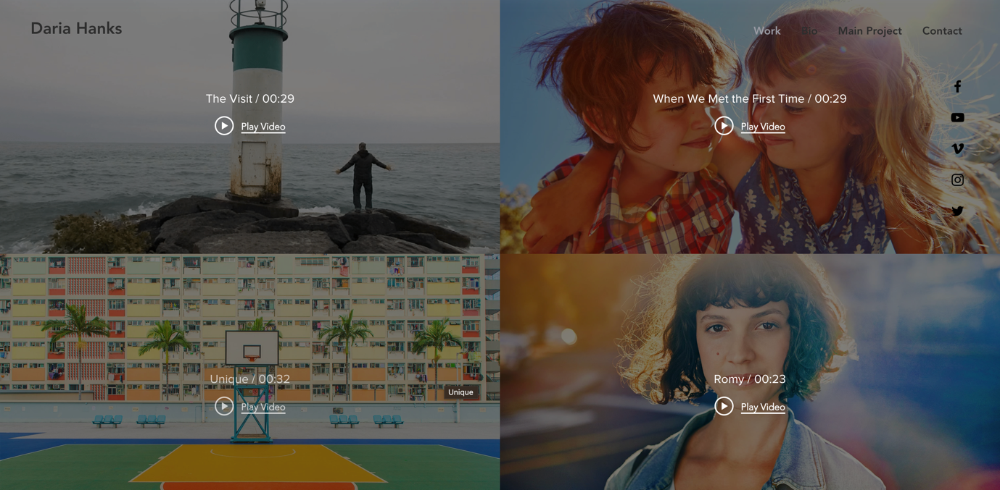 Daria Hanks
Work Bio Main Project Contact
The Visit / 00:29
Play Video
When We Met the First Time / 00:29
Play Video
Unique / 00:32
Play Video
Unique
Romy / 00:23
Play Video